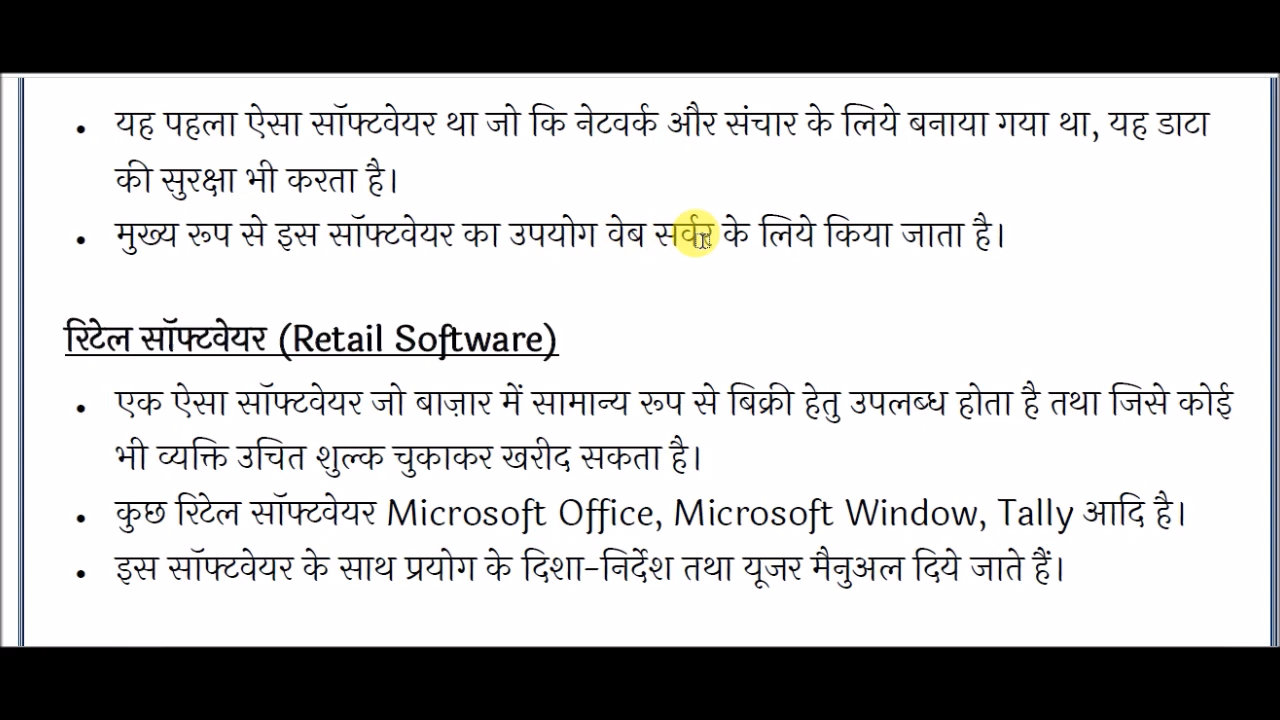 • यह पहला ऐसा सॉफ्टवेयर था जो कि नेटवर्क और संचार के लिये बनाया गया था, यह डाटा
की सुरक्षा भी करता है।
• मुख्य रूप से इस सॉफ्टवेयर का उपयोग वेब सर्वर के लिये किया जाता है।
रिटेल सॉफ्टवेयर (Retail Software)
• एक ऐसा सॉफ्टवेयर जो बाज़ार में सामान्य रूप से बिक्री हेतु उपलब्ध होता है तथा जिसे कोई
भी व्यक्ति उचित शुल्क चुकाकर खरीद सकता है।
• कुछ रिटेल सॉफ्टवेयर Microsoft Office, Microsoft Window, Tally आदि है।
• इस सॉफ्टवेयर के साथ प्रयोग के दिशा-निर्देश तथा यूजर मैनुअल दिये जाते हैं।